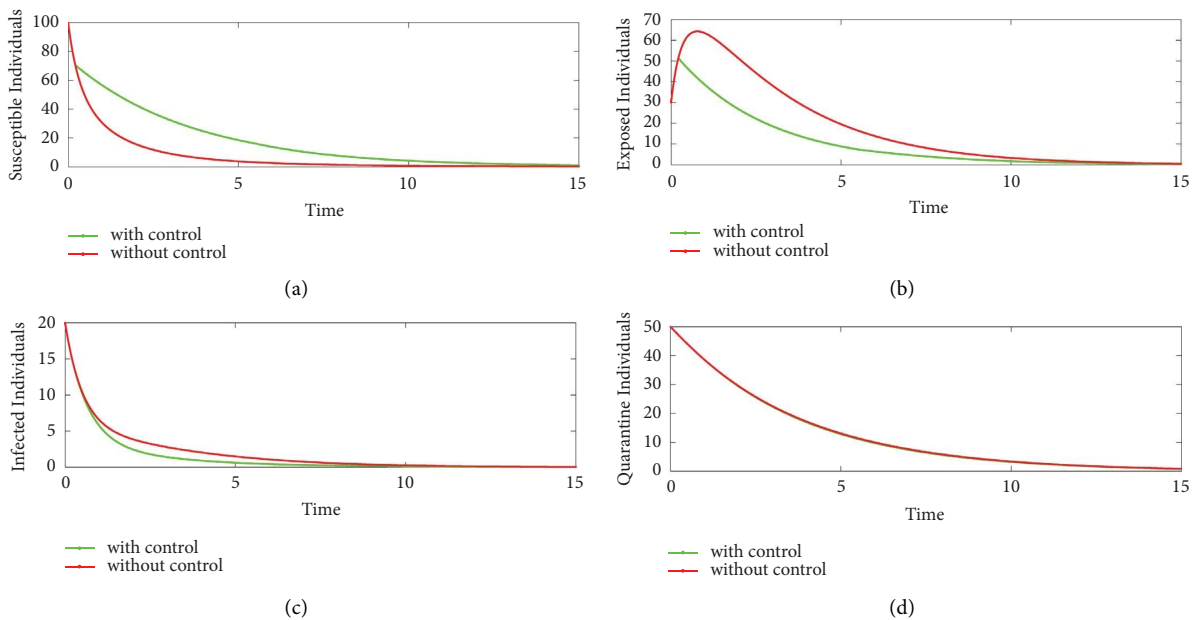 Susceptible Individuals
100
80
60
40
20
0
0 5 10 15
Time
with control
without control
(a)
Exposed Individuals
70
60
50
40
30
20
10
0
0 5 10 15
Time
with control
without control
(b)
Infected Individuals
20
15
10
5
0
0 5 10 15
Time
with control
without control
(c)
Quarantine Individuals
50
40
30
20
10
0
0 5 10 15
Time
with control
without control
(d)